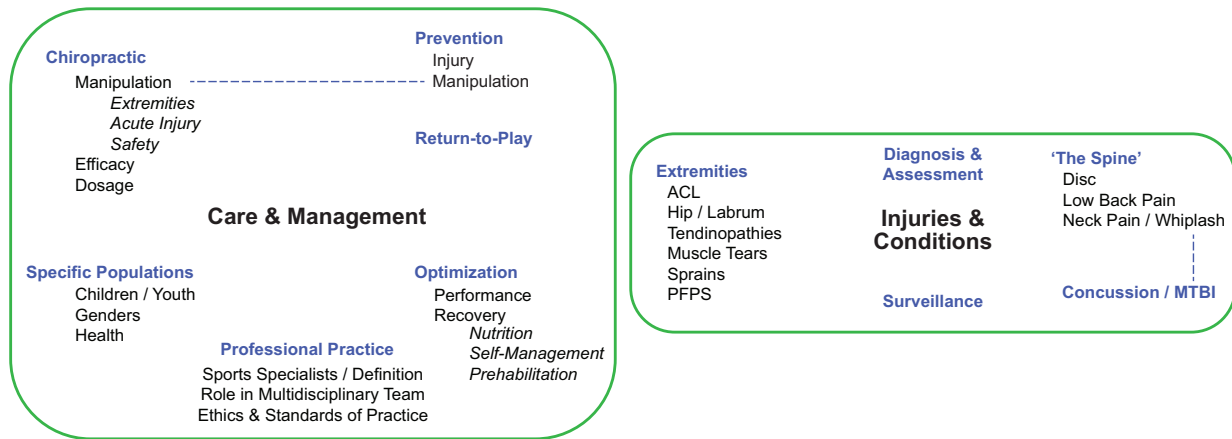 Chiropractic
Manipulation
Extremities
Acute Injury
Safety
Efficacy
Dosage
Prevention
Injury
Manipulation
Return-to-Play
Care & Management
Specific Populations
Children / Youth
Genders
Health
Optimization
Performance
Recovery
Nutrition
Self-Management
Prehabilitation
Professional Practice
Sports Specialists / Definition
Role in Multidisciplinary Team
Ethics & Standards of Practice
Extremities
ACL
Hip / Labrum
Tendinopathies
Muscle Tears
Sprains
PFPS
Diagnosis &
Assessment
Injuries &
Conditions
Surveillance
‘The Spine’
Disc
Low Back Pain
Neck Pain / Whiplash
Concussion / MTBI